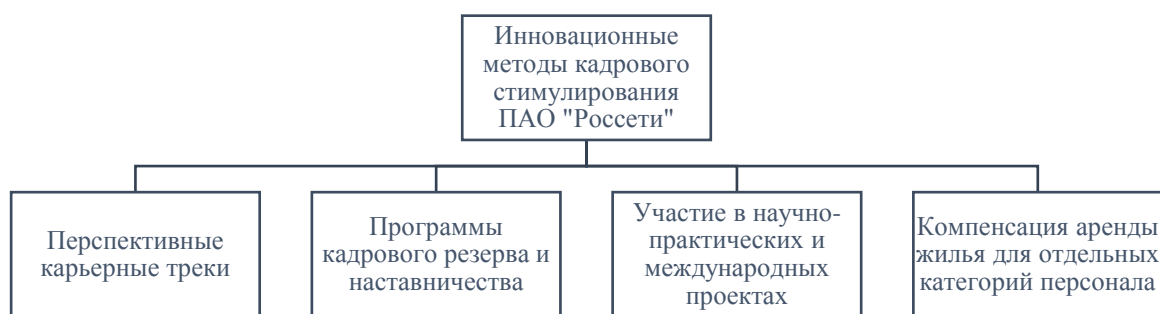 Инновационные
методы кадрового
стимулирования
ПАО "Россети"
Перспективные
карьерные треки
Программы
кадрового резерва и
наставничества
Участие в научно-
практических и
международных
проектах
Компенсация аренды
жилья для отдельных
категорий персонала